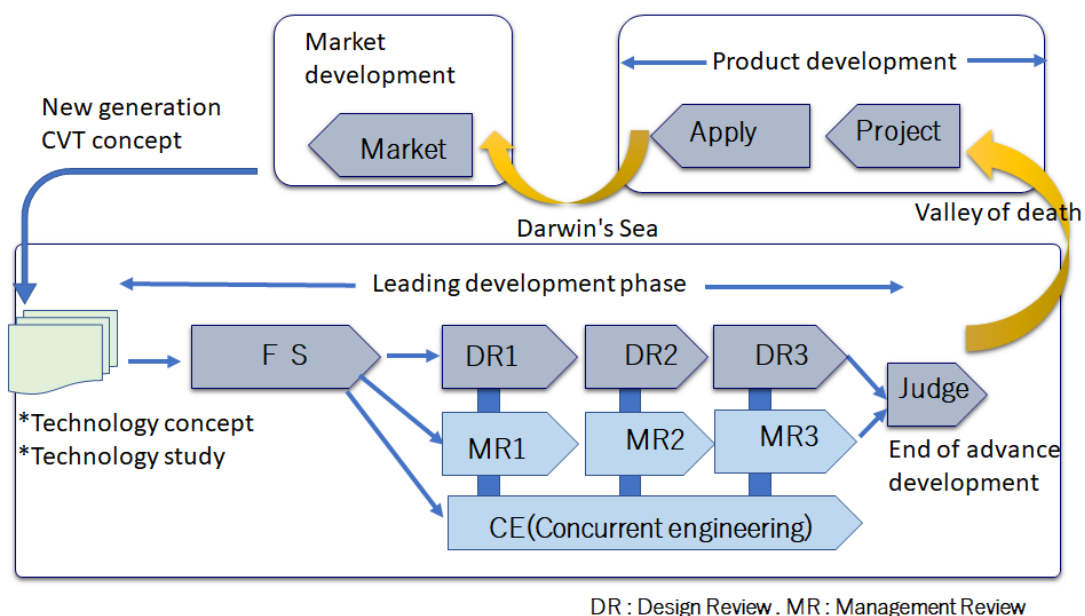 Market
development
Market
Product development
Apply
Project
New generation
CVT concept
Darwin's Sea
Valley of death
Leading development phase
F S
DR1
DR2
DR3
Judge
MR1
MR2
MR3
*Technology concept
*Technology study
End of advance
development
CE(Concurrent engineering)
DR : Design Review . MR : Management Review